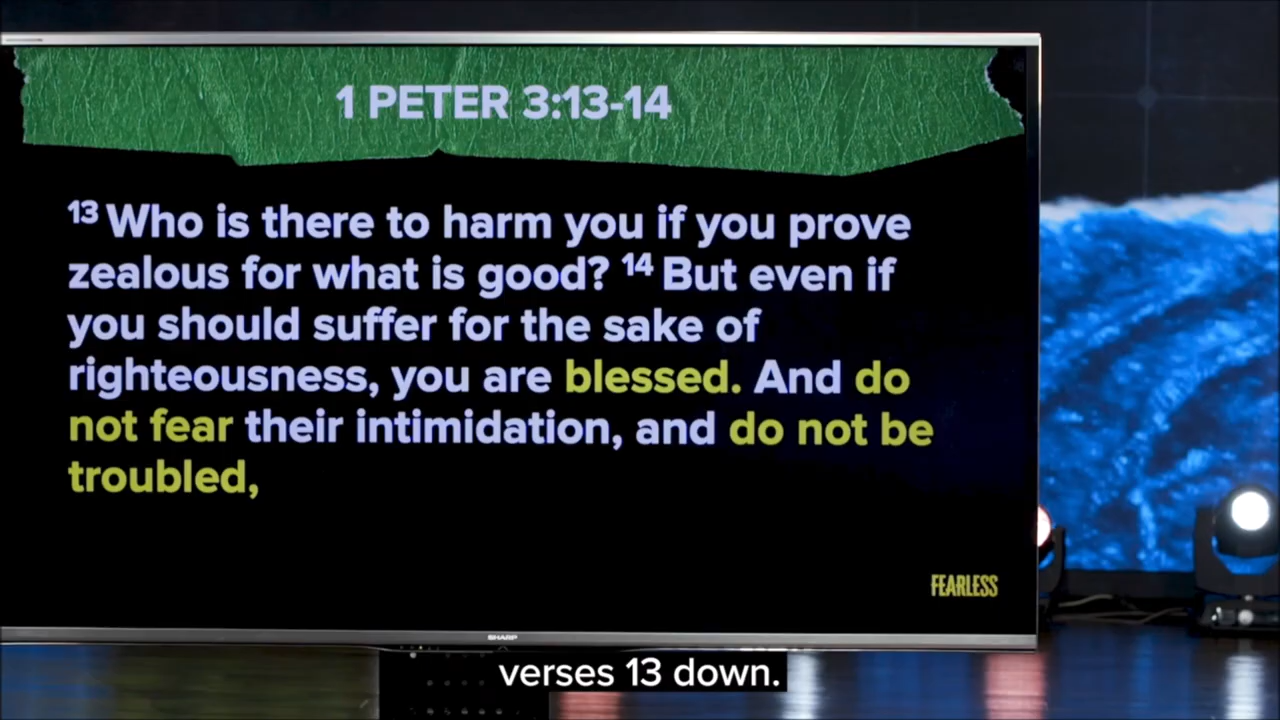 1 PETER 3:13-14
13 Who is there to harm you if you prove
zealous for what is good? 14 But even if
you should suffer for the sake of
righteousness, you are blessed. And do
not fear their intimidation, and do not be
troubled,
FEARLESS
SHARP
verses 13 down.